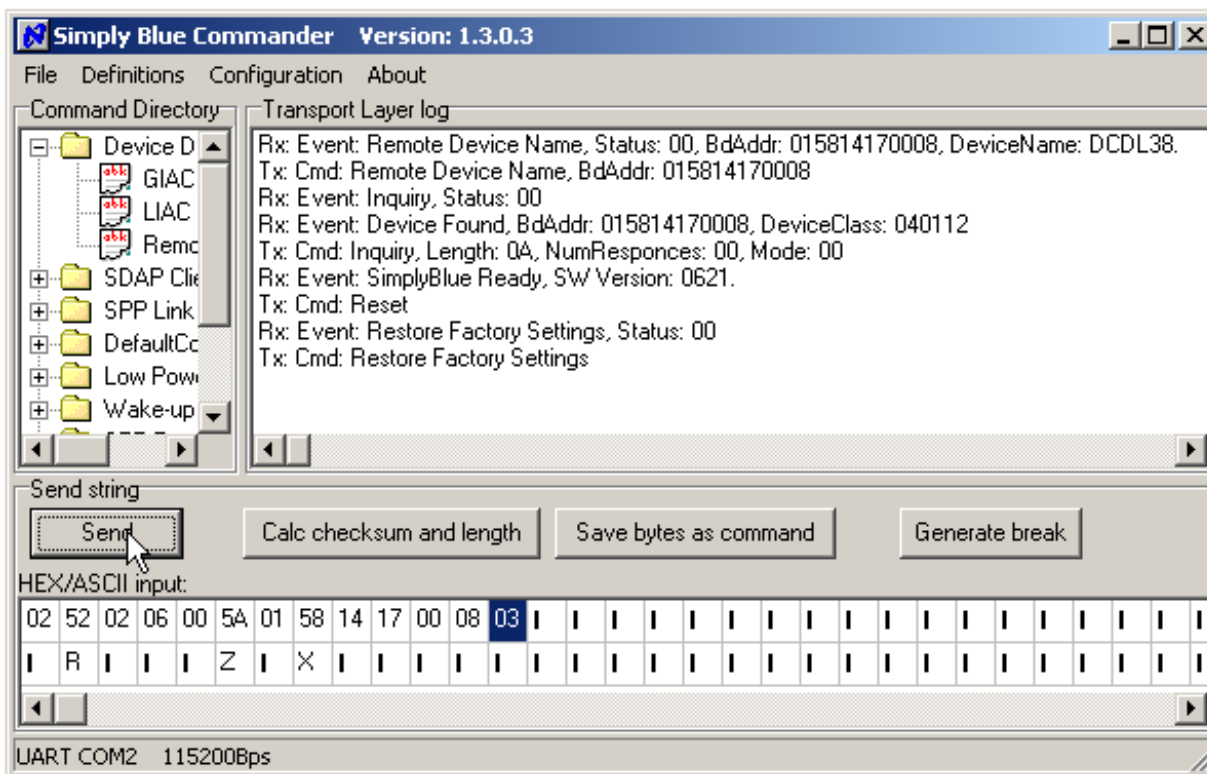 Simply Blue Commander Version: 1.3.0.3
File Definitions Configuration About
Command Directory
Device D
GIAC
LIAC
Remo
SDAP Clie
SPP Link
DefaultCo
Low Powe
Wake-up
Transport Layer log
Rx: Event: Remote Device Name, Status: 00, BdAddr: 015814170008, DeviceName: DCDL38.
Tx: Cmd: Remote Device Name, BdAddr: 015814170008
Rx: Event: Inquiry, Status: 00
Rx: Event: Device Found, BdAddr: 015814170008, DeviceClass: 040112
Tx: Cmd: Inquiry, Length: 0A, NumResponces: 00, Mode: 00
Rx: Event: SimplyBlue Ready, SW Version: 0621.
Tx: Cmd: Reset
Rx: Event: Restore Factory Settings, Status: 00
Tx: Cmd: Restore Factory Settings
Send string
Send Calc checksum and length Save bytes as command Generate break
HEX/ASCII input:
02 52 02 06 00 5A 01 58 14 17 00 08 03
R Z X
UART COM2 115200Bps